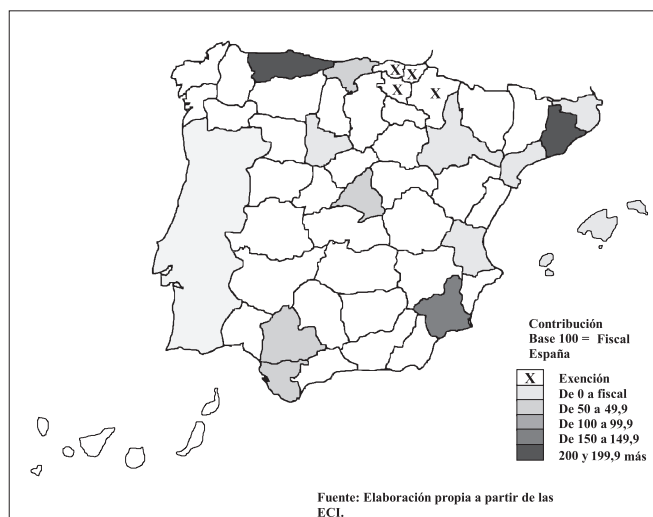 X
X
X
X
Contribución
Base 100 = Fiscal
España
X Exención
De 0 a fiscal
De 50 a 49,9
De 100 a 99,9
De 150 a 149,9
200 y 199,9 más
Fuente: Elaboración propia a partir de las
ECI.